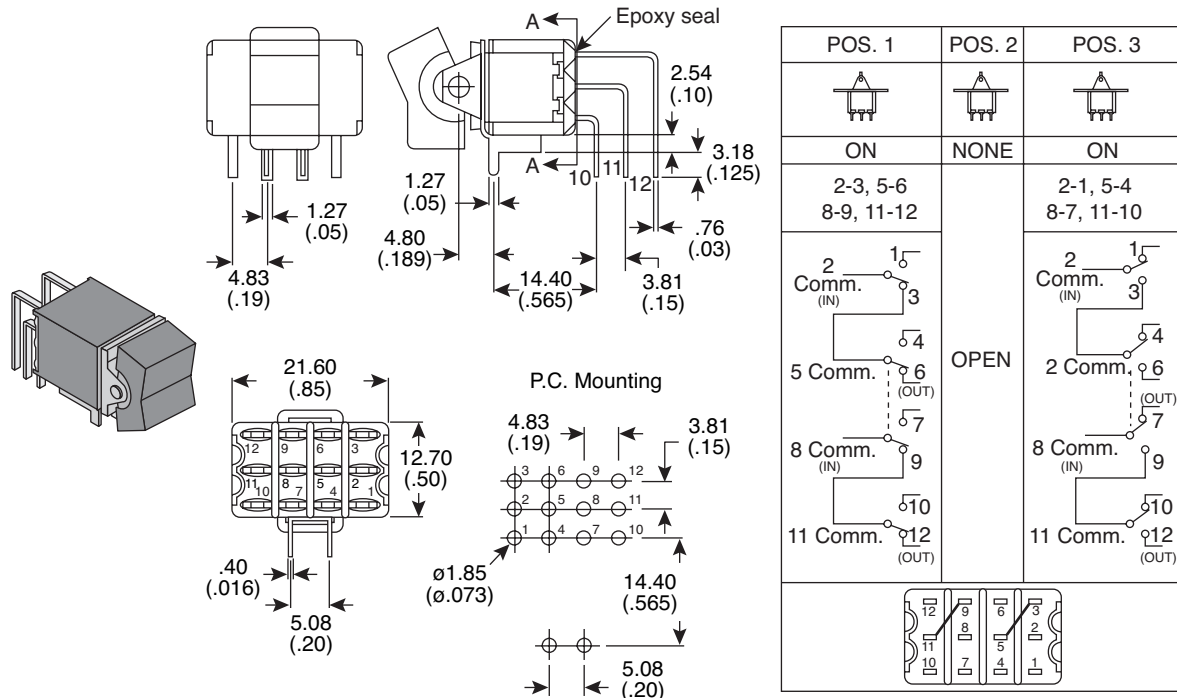 A
Epoxy seal
2.54
(.10)
3.18
(.125)
A
10
11
12
1.27
(.05)
1.27
(.05)
4.80
(.189)
.76
(.03)
4.83
(.19)
14.40
(.565)
3.81
(.15)
21.60
(.85)
12 9 6 3
11 8 5 2
10 7 4 1
12.70
(.50)
.40
(.016)
5.08
(.20)
P.C. Mounting
4.83
(.19)
3.81
(.15)
3 6 9 12
2 5 8 11
1 4 7 10
ø1.85
(ø.073)
14.40
(.565)
5.08
(.20)
POS. 1 POS. 2 POS. 3
ON NONE ON
2-3, 5-6
8-9, 11-12
2-1, 5-4
8-7, 11-10
1
2
Comm.
(IN)
3
4
5 Comm.
6
(OUT)
7
8 Comm.
(IN)
9
10
11 Comm.
12
(OUT)
OPEN
1
2
Comm.
(IN)
3
4
2 Comm.
6
(OUT)
7
8 Comm.
(IN)
9
10
11 Comm.
12
(OUT)
12 9 6 3
11 8 5 2
10 7 4 1